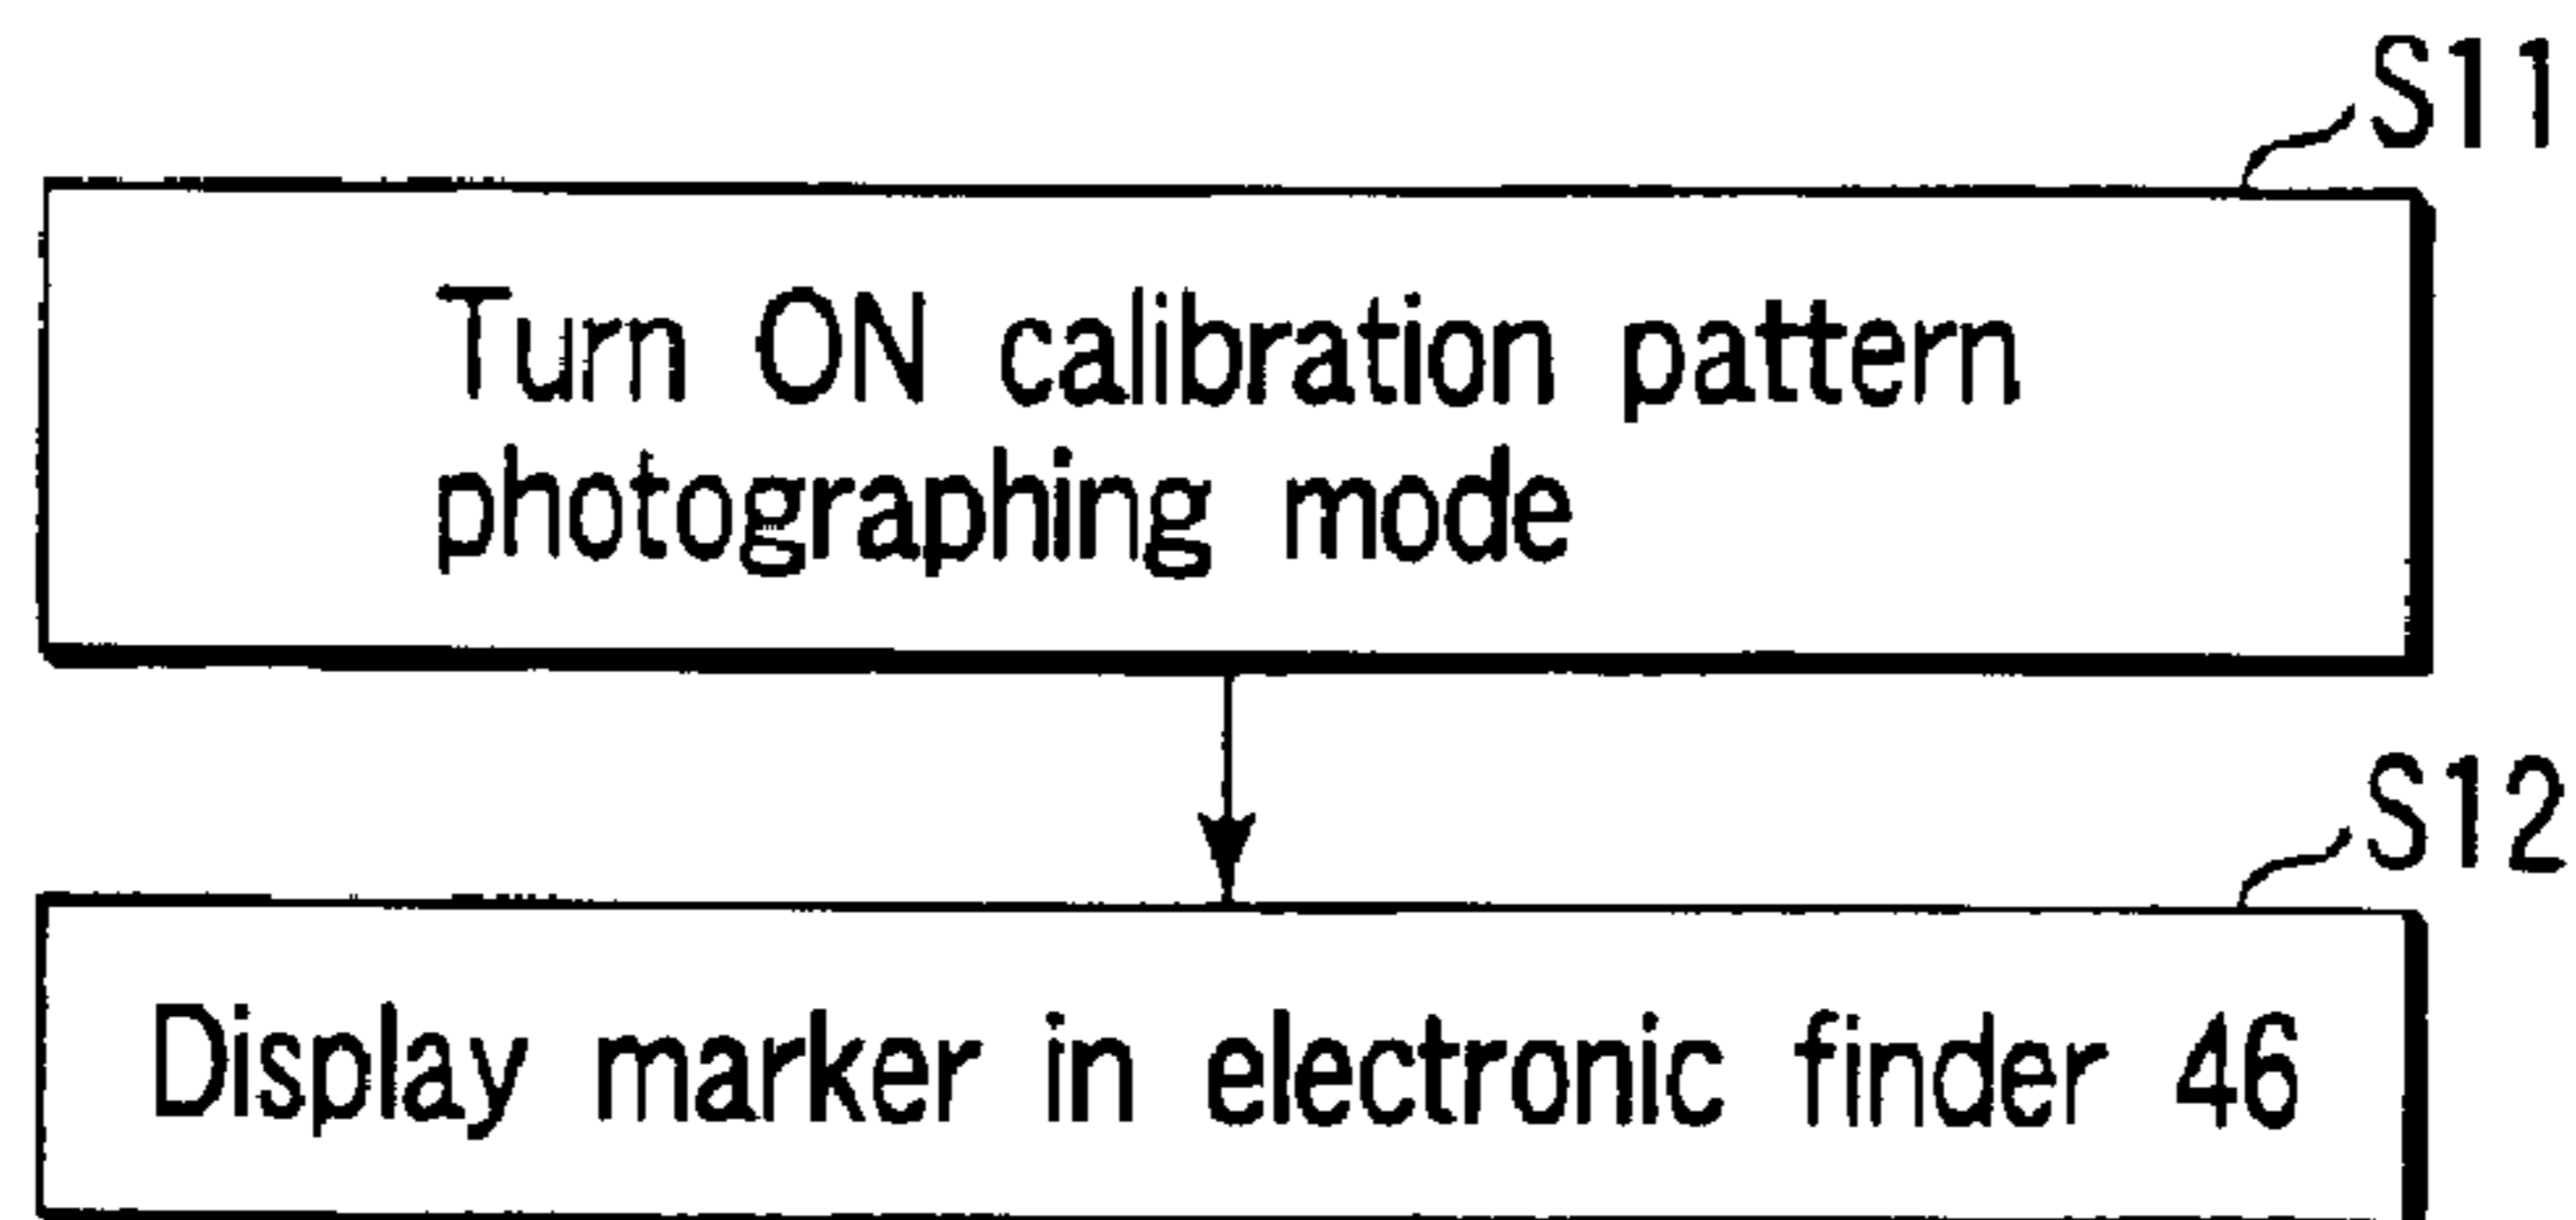 S11
Turn ON calibration pattern
photographing mode
S12
Display marker in electronic finder 46